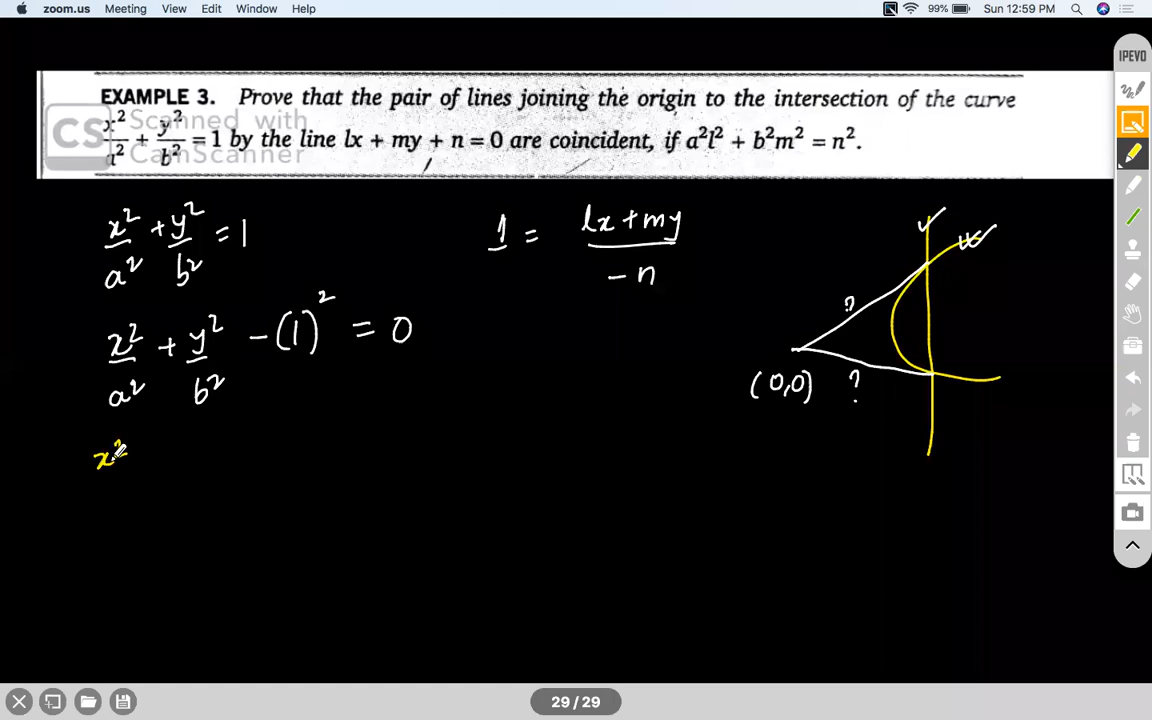 zoom.us Meeting View Edit Window Help 99% Sun 12:59 PM
IPEVO
EXAMPLE 3. Prove that the pair of lines joining the origin to the intersection of the curve
x²/a² + y²/b² = 1 by the line lx + my + n = 0 are coincident, if a²l² + b²m² = n².
CS Scanned with
CamScanner
x²/a² + y²/b² = 1
1 = (lx + my)/(-n)
x²/a² + y²/b² - (1)² = 0
?
(0,0) ?
x²
29 / 29